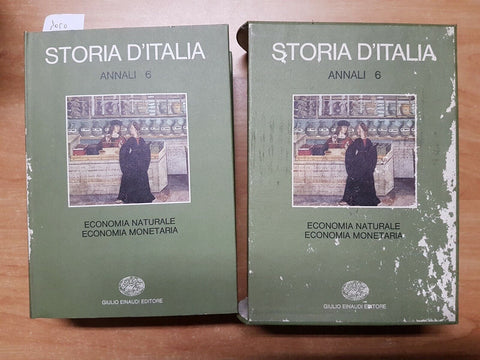 STORIA D'ITALIA
ANNALI 6
ECONOMIA NATURALE
ECONOMIA MONETARIA
GIULIO EINAUDI EDITORE
STORIA D'ITALIA
ANNALI 6
ECONOMIA NATURALE
ECONOMIA MONETARIA
GIULIO EINAUDI EDITORE